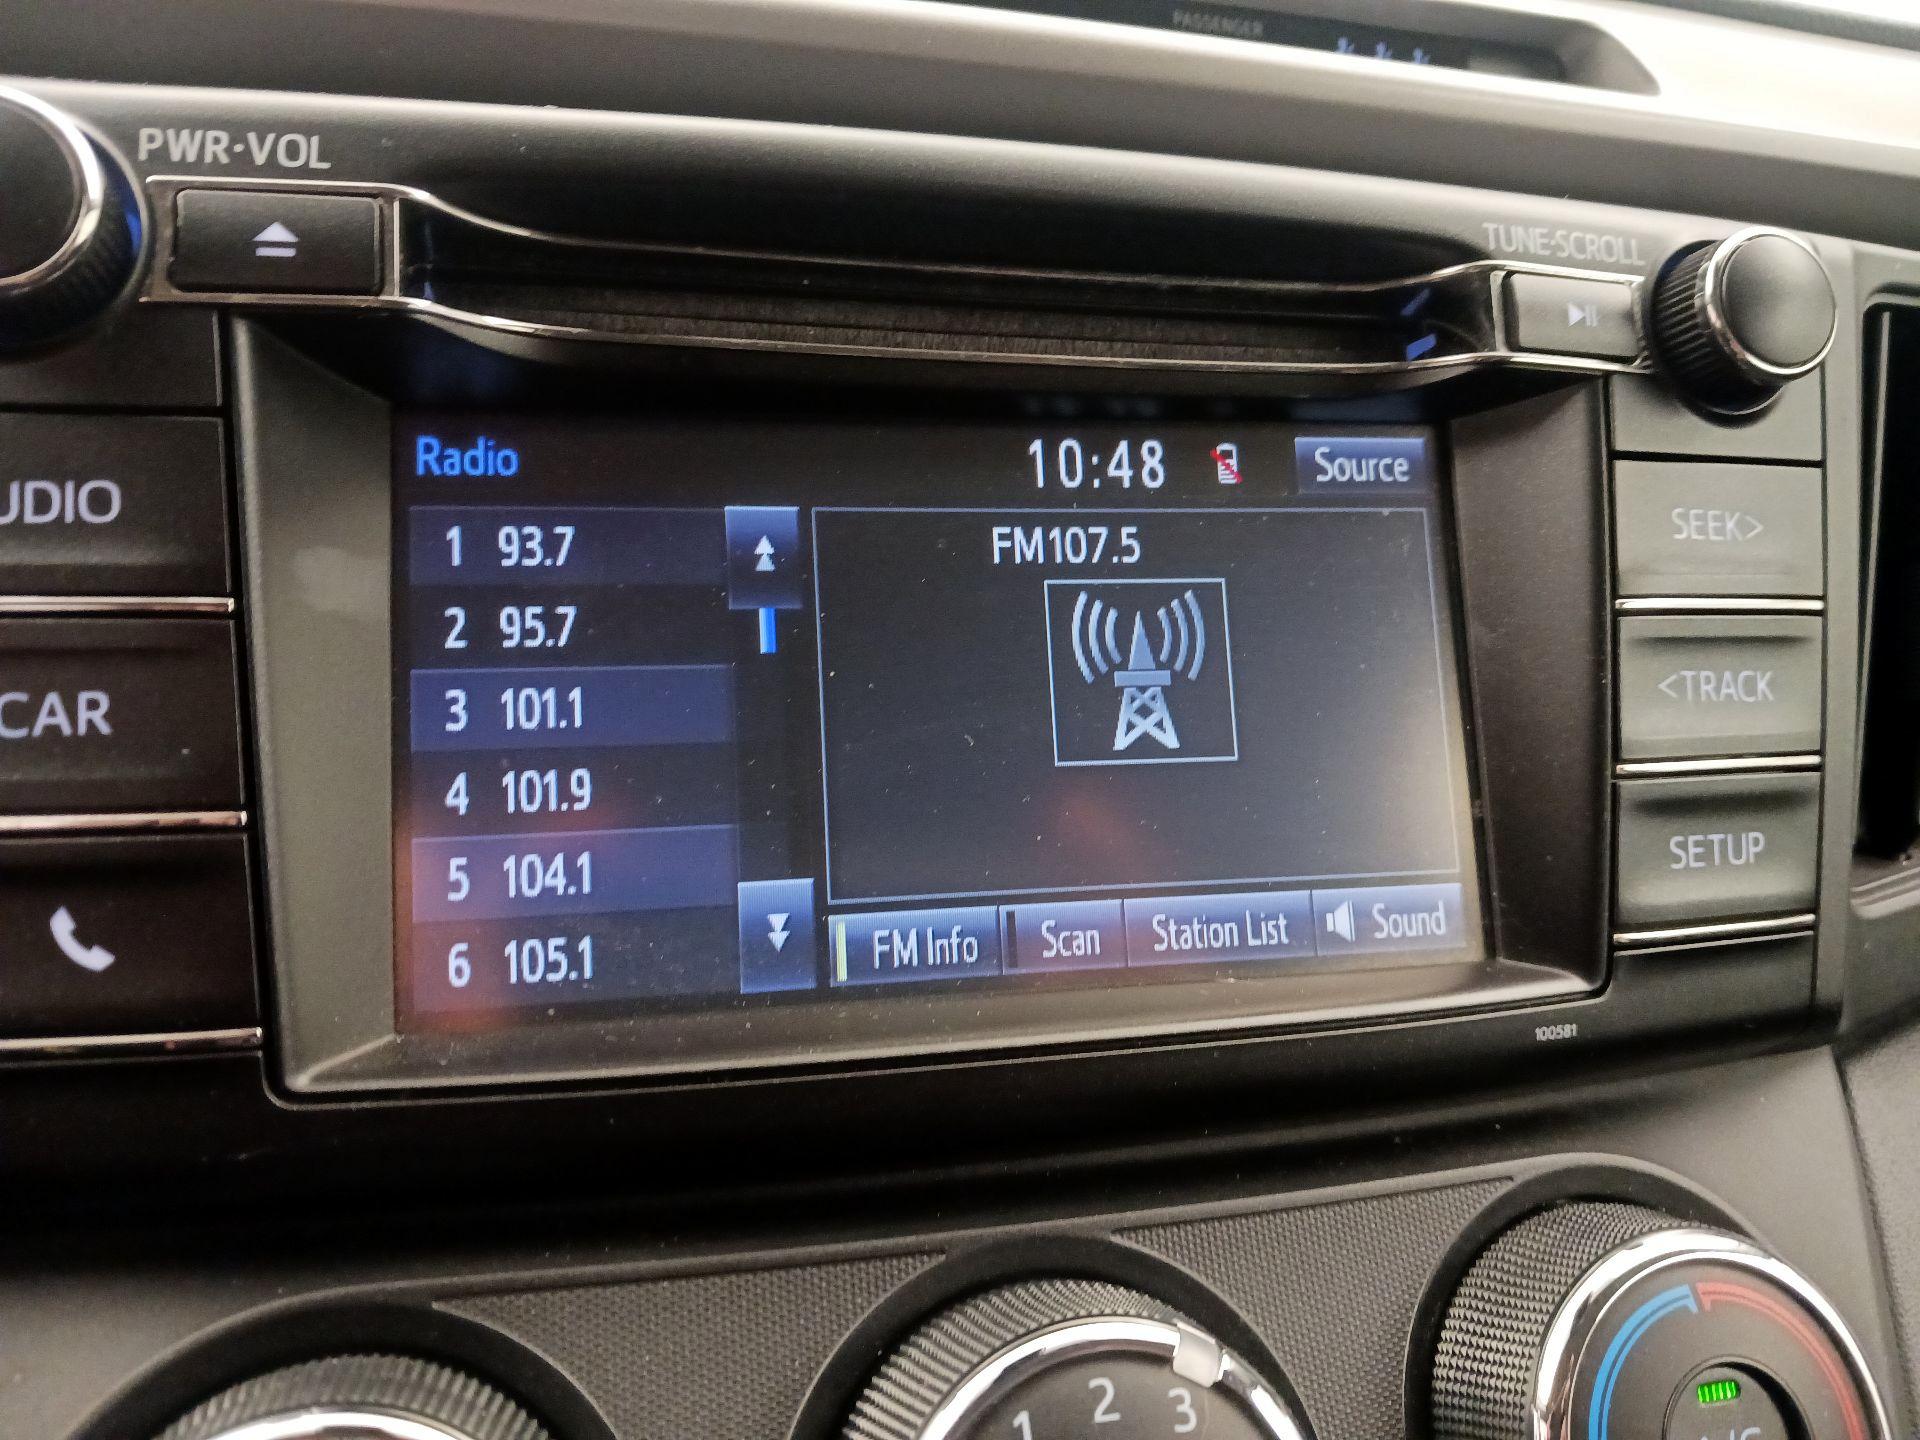 PASSENGER
PWR·VOL
TUNE·SCROLL
UDIO
CAR
Radio
10:48
Source
1 93.7
2 95.7
3 101.1
4 101.9
5 104.1
6 105.1
FM107.5
FM Info
Scan
Station List
Sound
SEEK>
<TRACK
SETUP
100581
1 2 3